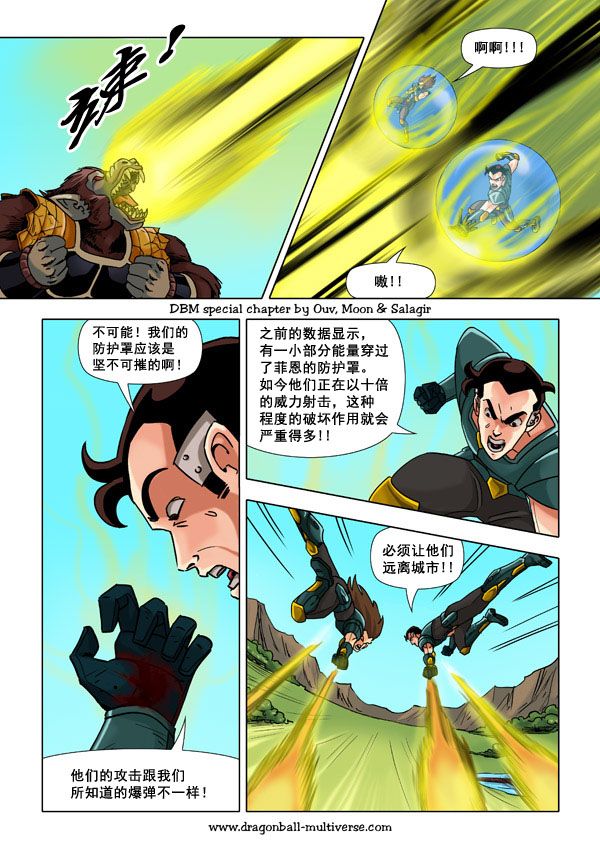 啊啊!!!
嗷!!
DBM special chapter by Ouv, Moon & Salagir
不可能！我们的
防护罩应该是
坚不可摧的啊!
之前的数据显示，
有一小部分能量穿过
了菲恩的防护罩。
如今他们正在以十倍
的威力射击，这种
程度的破坏作用就会
严重得多!!
他们的攻击跟我们
所知道的爆弹不一样!
必须让他们
远离城市!!
www.dragonball-multiverse.com